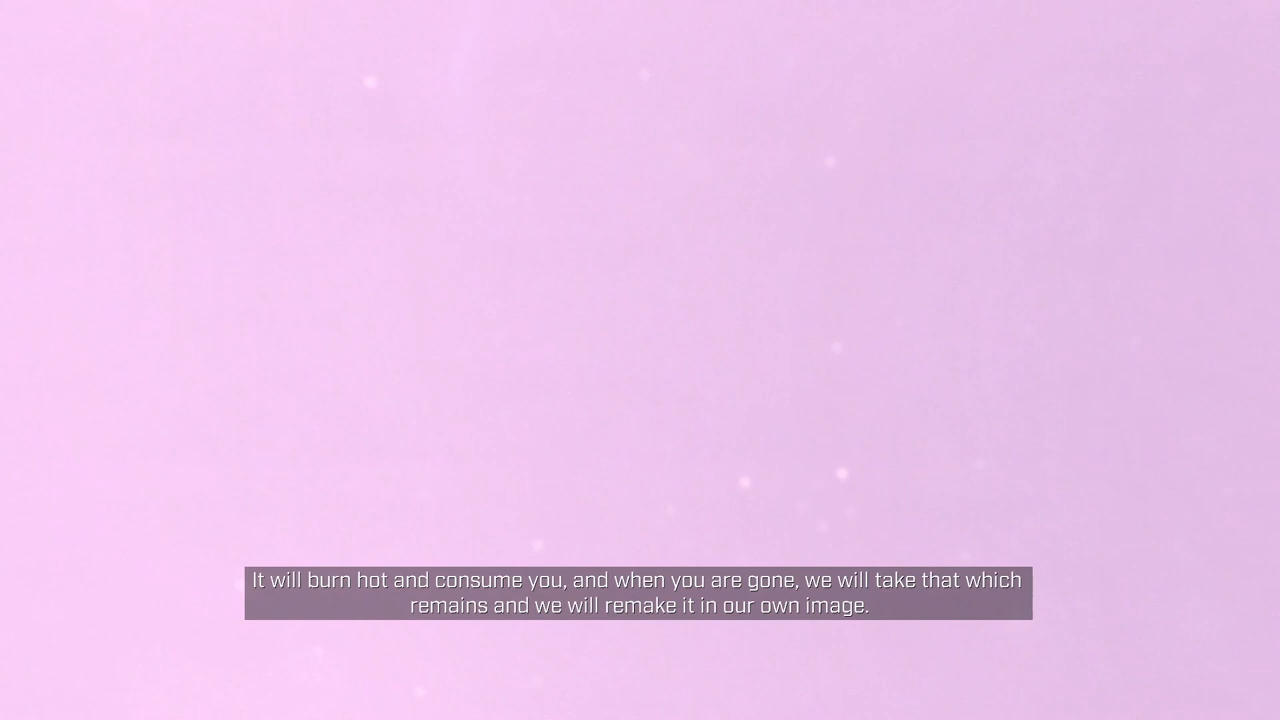 It will burn hot and consume you, and when you are gone, we will take that which
remains and we will remake it in our own image.